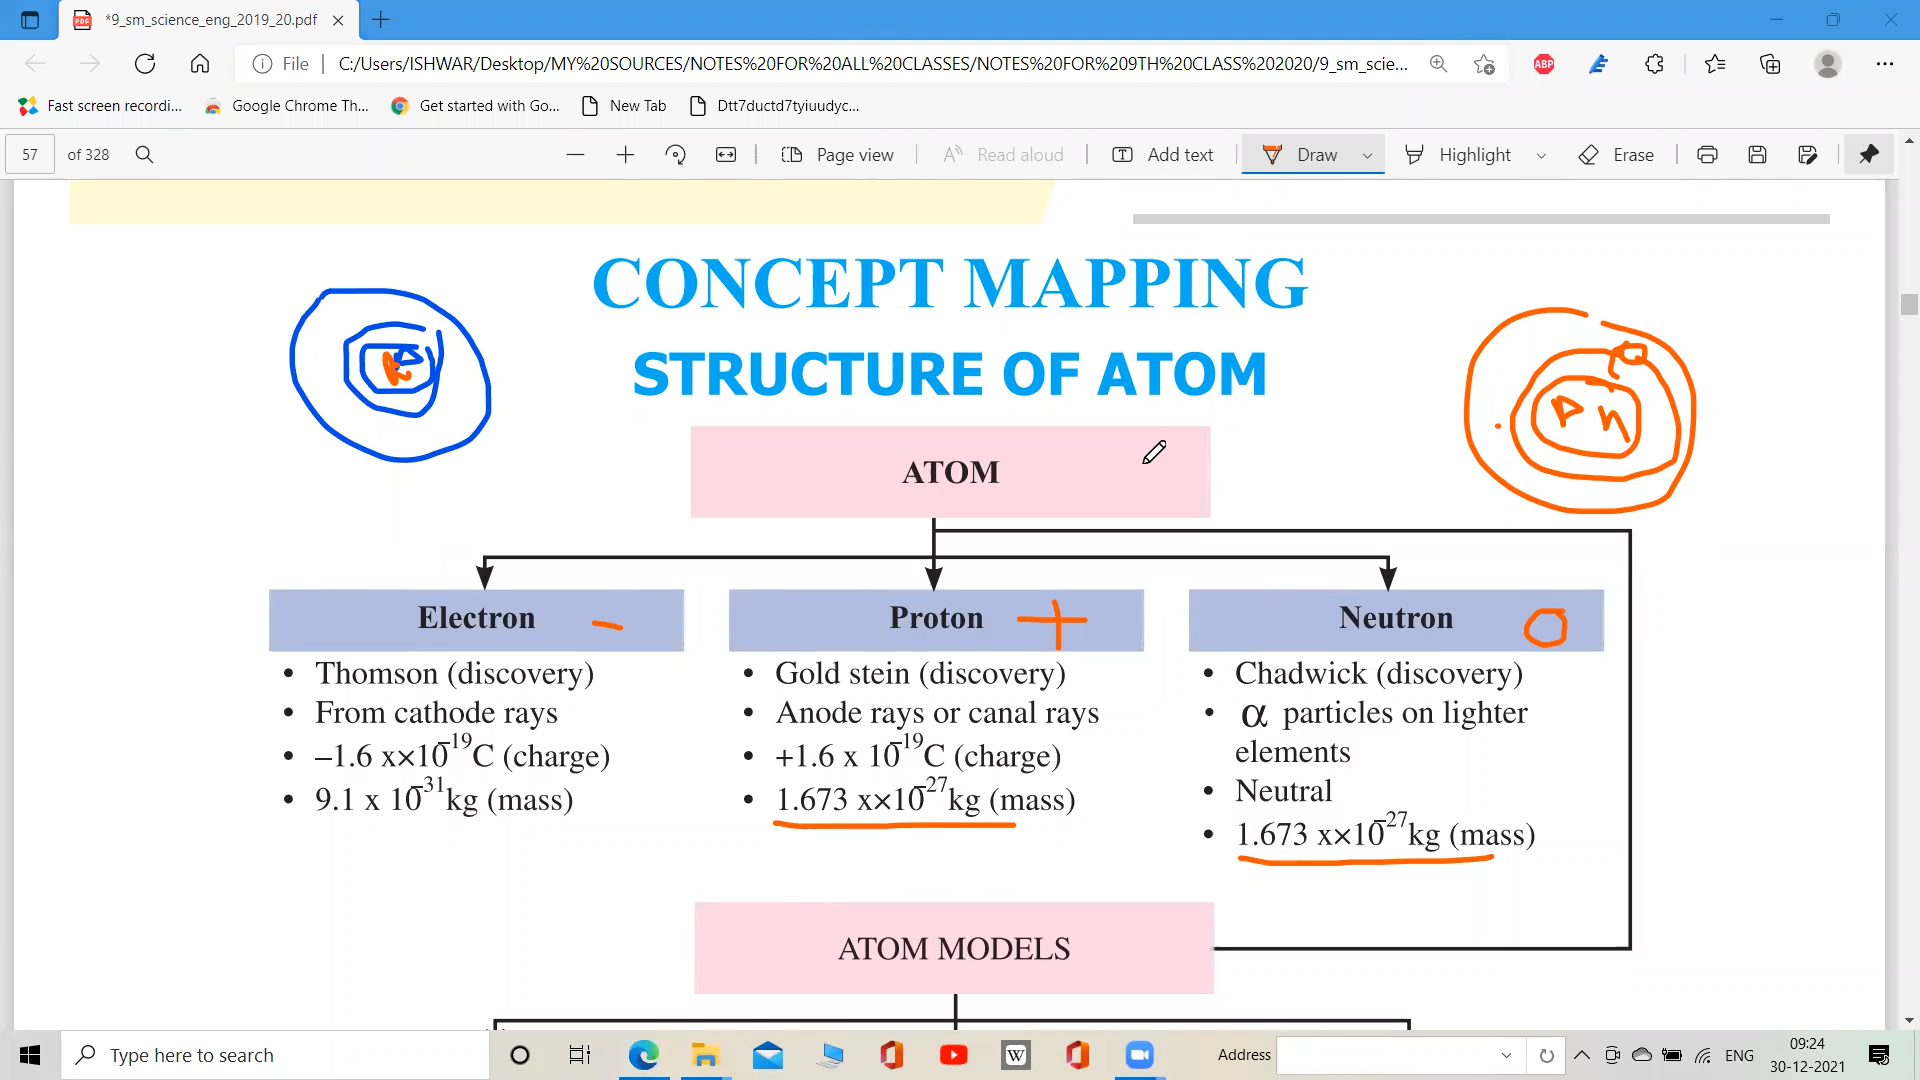 *9_sm_science_eng_2019_20.pdf
File C:/Users/ISHWAR/Desktop/MY%20SOURCES/NOTES%20FOR%20ALL%20CLASSES/NOTES%20FOR%209TH%20CLASS%202020/9_sm_scie...
ABP
Fast screen recordi... Google Chrome Th... Get started with Go... New Tab Dtt7ductd7tyiuudyc...
57 of 328 Page view Read aloud Add text Draw Highlight Erase
CONCEPT MAPPING
STRUCTURE OF ATOM
P n
ATOM
Electron −
Proton +
Neutron 0
• Thomson (discovery)
• From cathode rays
• –1.6 x×10⁻¹⁹C (charge)
• 9.1 x 10⁻³¹kg (mass)
• Gold stein (discovery)
• Anode rays or canal rays
• +1.6 x 10⁻¹⁹C (charge)
• 1.673 x×10⁻²⁷kg (mass)
• Chadwick (discovery)
• α particles on lighter
elements
• Neutral
• 1.673 x×10⁻²⁷kg (mass)
ATOM MODELS
Type here to search
W
Address
ENG
09:24
30-12-2021